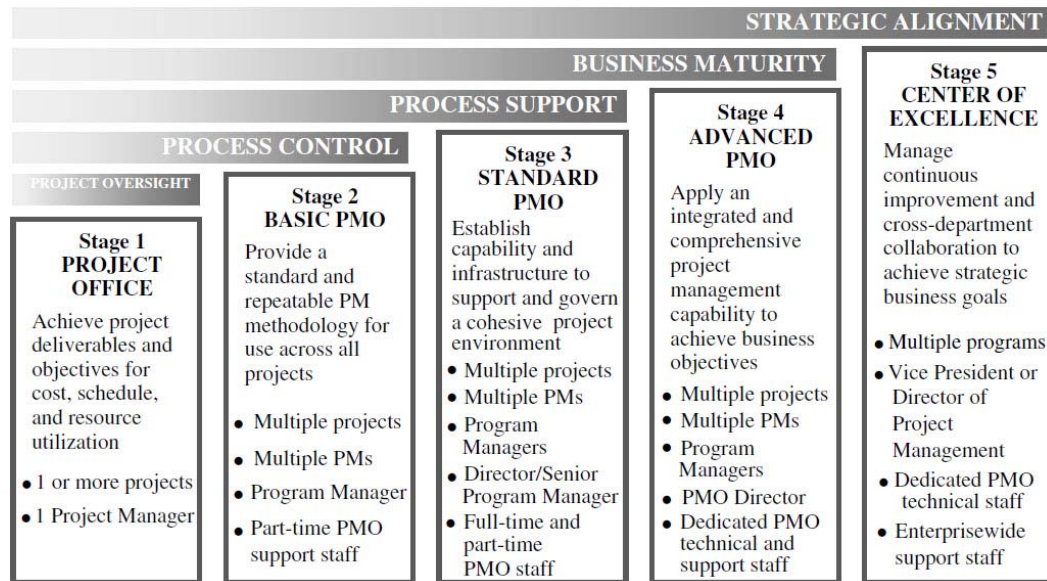 STRATEGIC ALIGNMENT
BUSINESS MATURITY
PROCESS SUPPORT
PROCESS CONTROL
PROJECT OVERSIGHT
Stage 1
PROJECT
OFFICE
Achieve project
deliverables and
objectives for
cost, schedule,
and resource
utilization
• 1 or more projects
• 1 Project Manager
Stage 2
BASIC PMO
Provide a
standard and
repeatable PM
methodology for
use across all
projects
• Multiple projects
• Multiple PMs
• Program Manager
• Part-time PMO
support staff
Stage 3
STANDARD
PMO
Establish
capability and
infrastructure to
support and govern
a cohesive project
environment
• Multiple projects
• Multiple PMs
• Program
Managers
• Director/Senior
Program Manager
• Full-time and
part-time
PMO staff
Stage 4
ADVANCED
PMO
Apply an
integrated and
comprehensive
project
management
capability to
achieve business
objectives
• Multiple projects
• Multiple PMs
• Program
Managers
• PMO Director
• Dedicated PMO
technical and
support staff
Stage 5
CENTER OF
EXCELLENCE
Manage
continuous
improvement and
cross-department
collaboration to
achieve strategic
business goals
• Multiple programs
• Vice President or
Director of
Project
Management
• Dedicated PMO
technical staff
• Enterprisewide
support staff